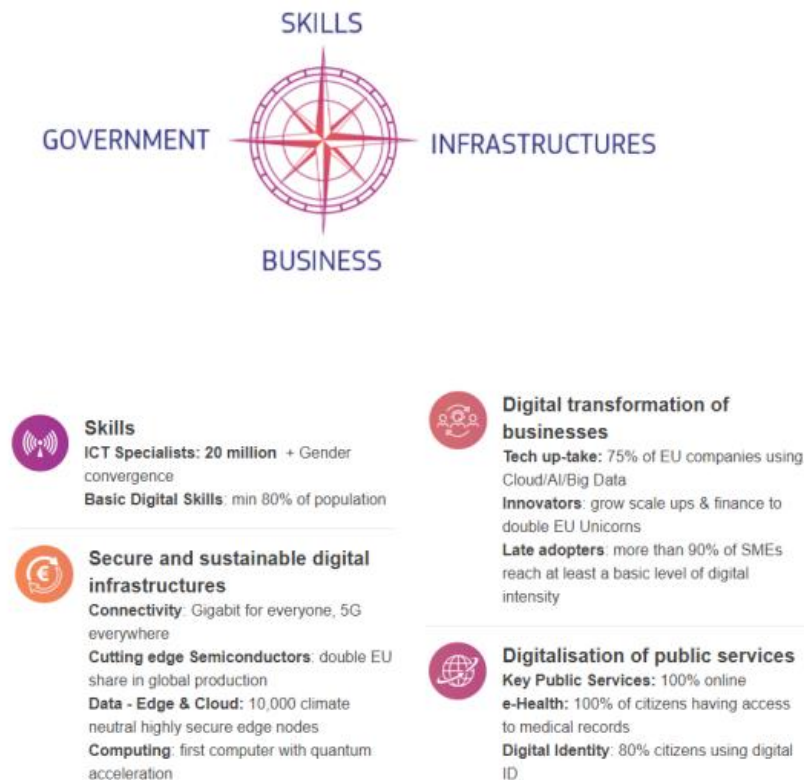 SKILLS
GOVERNMENT
INFRASTRUCTURES
BUSINESS
Skills
ICT Specialists: 20 million + Gender
convergence
Basic Digital Skills: min 80% of population
Secure and sustainable digital
infrastructures
Connectivity: Gigabit for everyone, 5G
everywhere
Cutting edge Semiconductors: double EU
share in global production
Data - Edge & Cloud: 10,000 climate
neutral highly secure edge nodes
Computing: first computer with quantum
acceleration
Digital transformation of
businesses
Tech up-take: 75% of EU companies using
Cloud/AI/Big Data
Innovators: grow scale ups & finance to
double EU Unicorns
Late adopters: more than 90% of SMEs
reach at least a basic level of digital
intensity
Digitalisation of public services
Key Public Services: 100% online
e-Health: 100% of citizens having access
to medical records
Digital Identity: 80% citizens using digital
ID